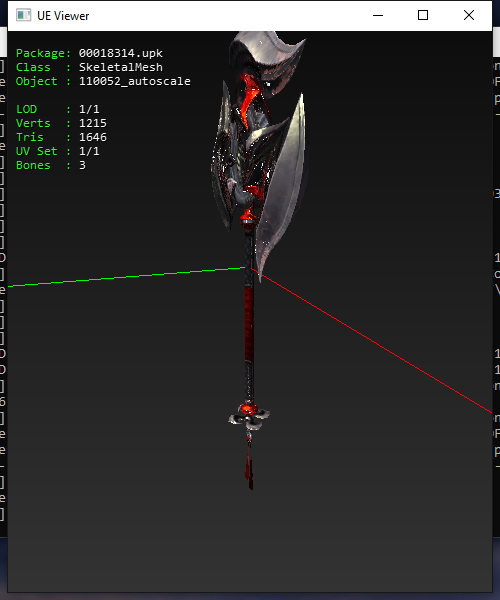 UE Viewer
Package: 00018314.upk
Class  : SkeletalMesh
Object : 110052_autoscale
LOD    : 1/1
Verts  : 1215
Tris   : 1646
UV Set : 1/1
Bones  : 3